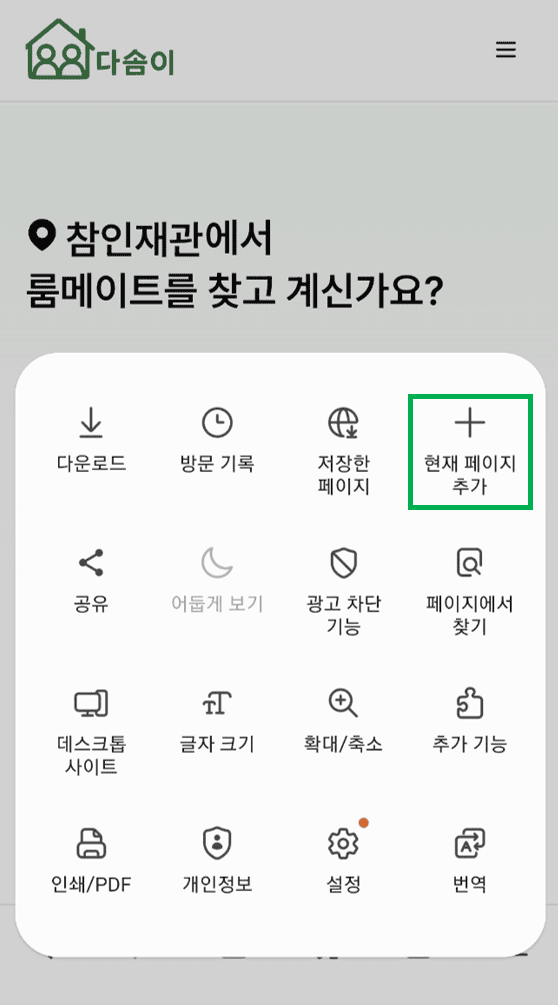 다솜이
참인재관에서
룸메이트를 찾고 계신가요?
다운로드
방문 기록
저장한
페이지
현재 페이지
추가
공유
어둡게 보기
광고 차단
기능
페이지에서
찾기
데스크톱
사이트
글자 크기
확대/축소
추가 기능
인쇄/PDF
개인정보
설정
번역